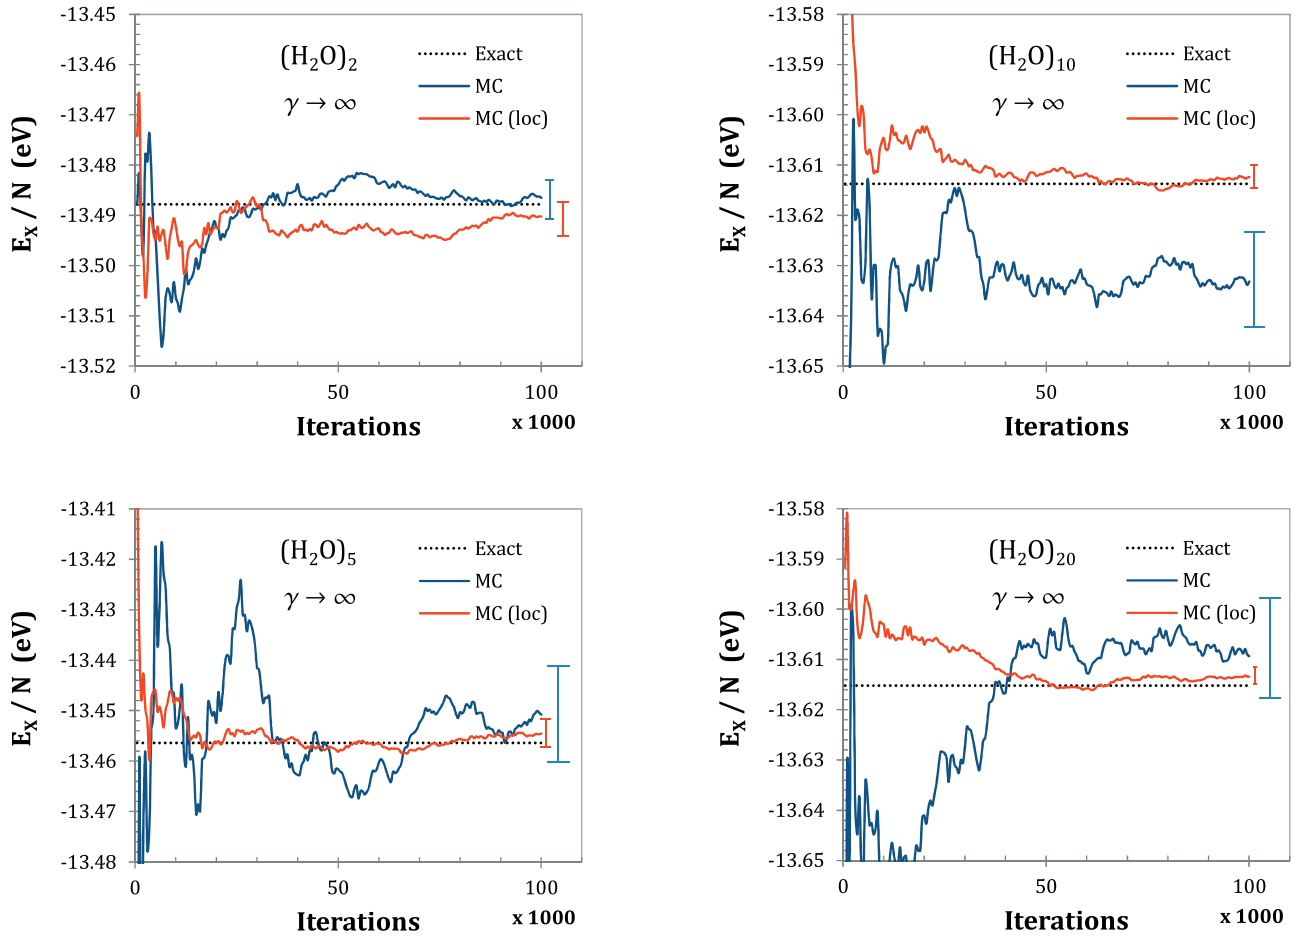 -13.45
-13.46
-13.47
-13.48
-13.49
-13.50
-13.51
-13.52
E_X / N (eV)
(H₂O)₂
γ → ∞
Exact
MC
MC (loc)
0
50
100
Iterations
x 1000
-13.58
-13.59
-13.60
-13.61
-13.62
-13.63
-13.64
-13.65
E_X / N (eV)
(H₂O)₁₀
γ → ∞
Exact
MC
MC (loc)
0
50
100
Iterations
x 1000
-13.41
-13.42
-13.43
-13.44
-13.45
-13.46
-13.47
-13.48
E_X / N (eV)
(H₂O)₅
γ → ∞
Exact
MC
MC (loc)
0
50
100
Iterations
x 1000
-13.58
-13.59
-13.60
-13.61
-13.62
-13.63
-13.64
-13.65
E_X / N (eV)
(H₂O)₂₀
γ → ∞
Exact
MC
MC (loc)
0
50
100
Iterations
x 1000